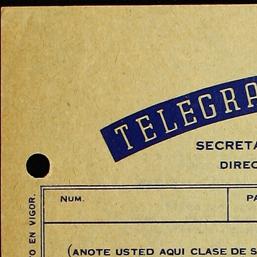 TELEGRA
SECRETA
DIREC
NUM.
PA
(ANOTE USTED AQUI CLASE DE S
O EN VIGOR.